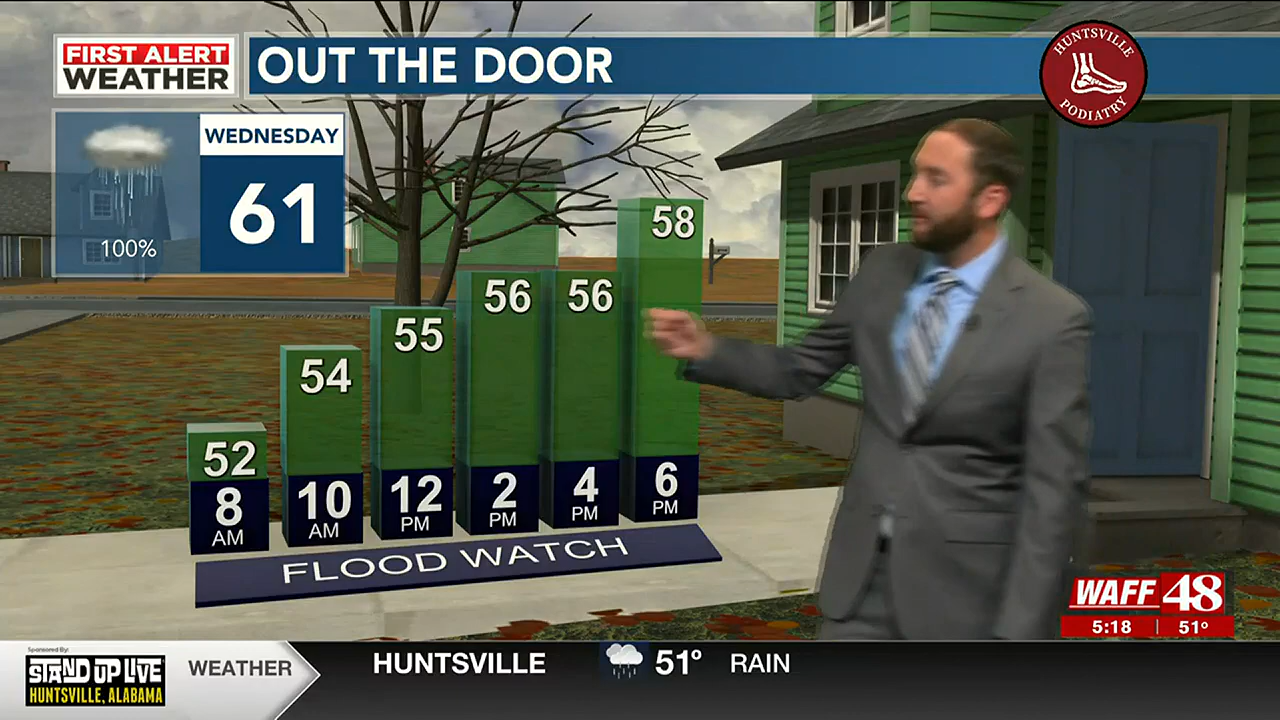 FIRST ALERT
WEATHER
OUT THE DOOR
HUNTSVILLE
PODIATRY
WEDNESDAY
61
100%
52
54
55
56
56
58
8
AM
10
AM
12
PM
2
PM
4
PM
6
PM
FLOOD WATCH
WAFF 48
5:18 | 51°
Sponsored By:
STAND UP LIVE
HUNTSVILLE, ALABAMA
WEATHER
HUNTSVILLE 51° RAIN